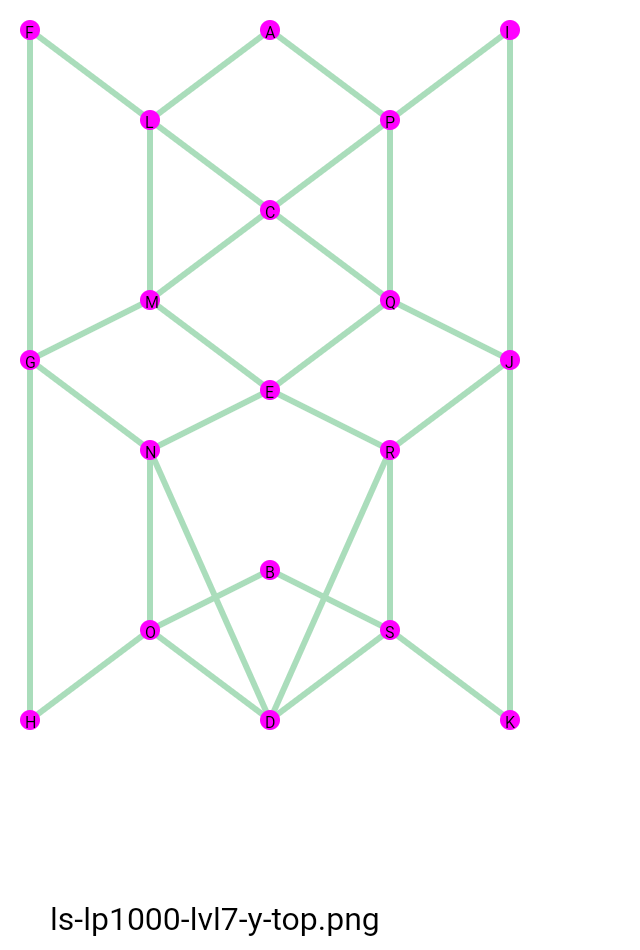 F A I
L P
C
M Q
G J
E
N R
B
O S
H D K
ls-lp1000-lvl7-y-top.png